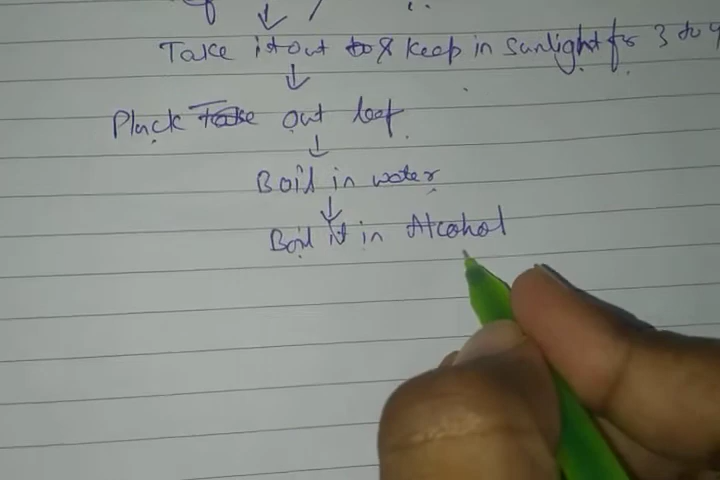 Take it out & keep in sunlight for 3 to 4
Pluck out leaf.
Boil in water
Boil it in Alcohol